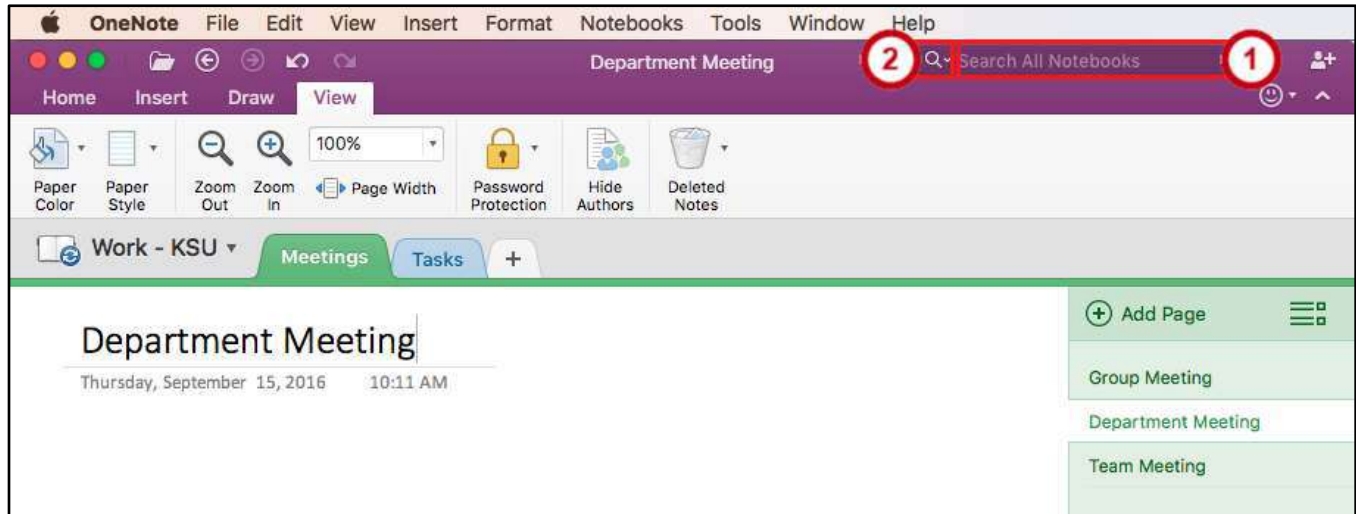 OneNote File Edit View Insert Format Notebooks Tools Window Help
Department Meeting 2 Search All Notebooks 1
Home Insert Draw View
100%
Page Width
Paper Color
Paper Style
Zoom Out
Zoom In
Password Protection
Hide Authors
Deleted Notes
Work - KSU Meetings Tasks +
Add Page
Department Meeting
Thursday, September 15, 2016 10:11 AM
Group Meeting
Department Meeting
Team Meeting